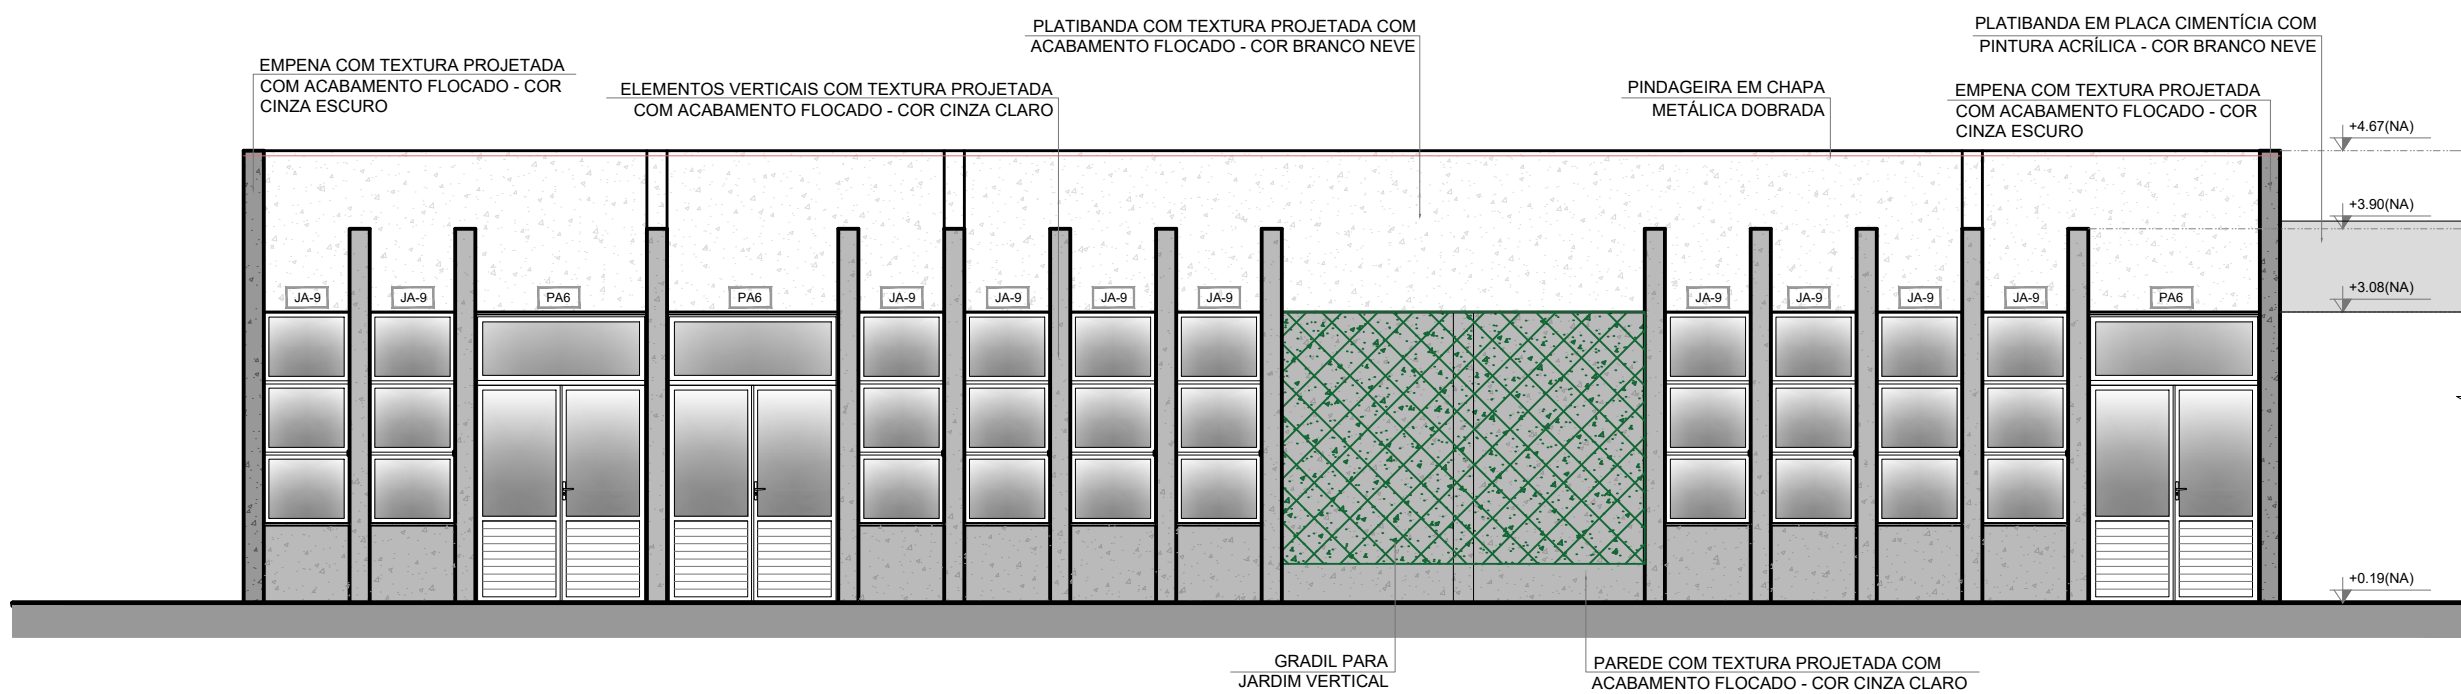 PLATIBANDA COM TEXTURA PROJETADA COM
ACABAMENTO FLOCADO - COR BRANCO NEVE
PLATIBANDA EM PLACA CIMENTÍCIA COM
PINTURA ACRÍLICA - COR BRANCO NEVE
EMPENA COM TEXTURA PROJETADA
COM ACABAMENTO FLOCADO - COR
CINZA ESCURO
ELEMENTOS VERTICAIS COM TEXTURA PROJETADA
COM ACABAMENTO FLOCADO - COR CINZA CLARO
PINDAGEIRA EM CHAPA
METÁLICA DOBRADA
EMPENA COM TEXTURA PROJETADA
COM ACABAMENTO FLOCADO - COR
CINZA ESCURO
+4.67(NA)
+3.90(NA)
+3.08(NA)
JA-9 JA-9 PA6 PA6 JA-9 JA-9 JA-9 JA-9 JA-9 JA-9 JA-9 JA-9 PA6
+0.19(NA)
GRADIL PARA
JARDIM VERTICAL
PAREDE COM TEXTURA PROJETADA COM
ACABAMENTO FLOCADO - COR CINZA CLARO